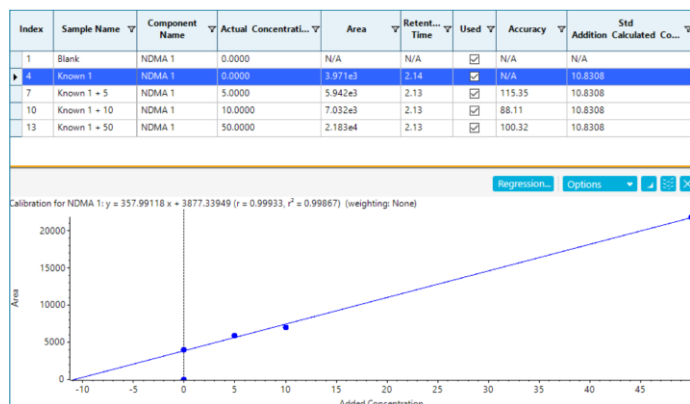 Index Sample Name Component Name Actual Concentrati... Area Retent... Time Used Accuracy Std Addition Calculated Co...
1 Blank NDMA 1 0.0000 N/A N/A N/A N/A
4 Known 1 NDMA 1 0.0000 3.971e3 2.14 N/A 10.8308
7 Known 1 + 5 NDMA 1 5.0000 5.942e3 2.13 115.35 10.8308
10 Known 1 + 10 NDMA 1 10.0000 7.032e3 2.13 88.11 10.8308
13 Known 1 + 50 NDMA 1 50.0000 2.183e4 2.13 100.32 10.8308
Regression... Options
Calibration for NDMA 1: y = 357.99118 x + 3877.33949 (r = 0.99933, r² = 0.99867) (weighting: None)
20000
15000
Area
10000
5000
0
-10 -5 0 5 10 15 20 25 30 35 40 45
Added Concentration